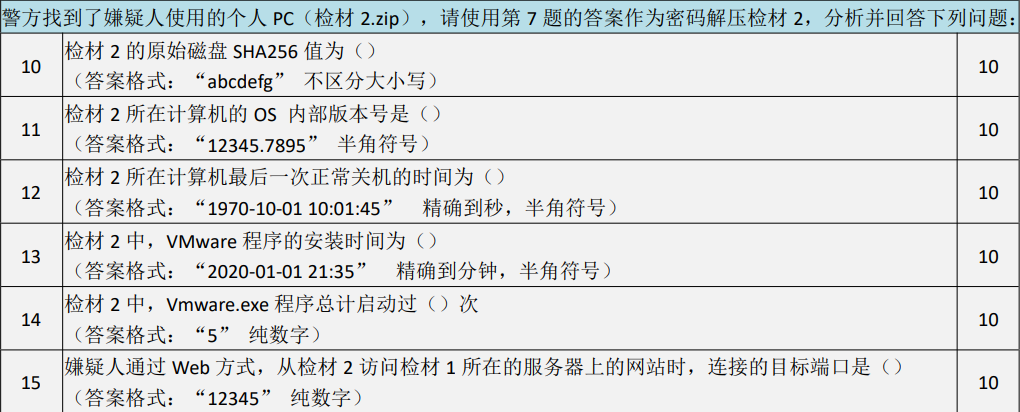 警方找到了嫌疑人使用的个人 PC（检材 2.zip），请使用第 7 题的答案作为密码解压检材 2，分析并回答下列问题：
10 检材 2 的原始磁盘 SHA256 值为（） 10
（答案格式：“abcdefg” 不区分大小写）
11 检材 2 所在计算机的 OS 内部版本号是（） 10
（答案格式：“12345.7895” 半角符号）
12 检材 2 所在计算机最后一次正常关机的时间为（） 10
（答案格式：“1970-10-01 10:01:45” 精确到秒，半角符号）
13 检材 2 中，VMware 程序的安装时间为（） 10
（答案格式：“2020-01-01 21:35” 精确到分钟，半角符号）
14 检材 2 中，Vmware.exe 程序总计启动过（）次 10
（答案格式：“5” 纯数字）
15 嫌疑人通过 Web 方式，从检材 2 访问检材 1 所在的服务器上的网站时，连接的目标端口是（） 10
（答案格式：“12345” 纯数字）